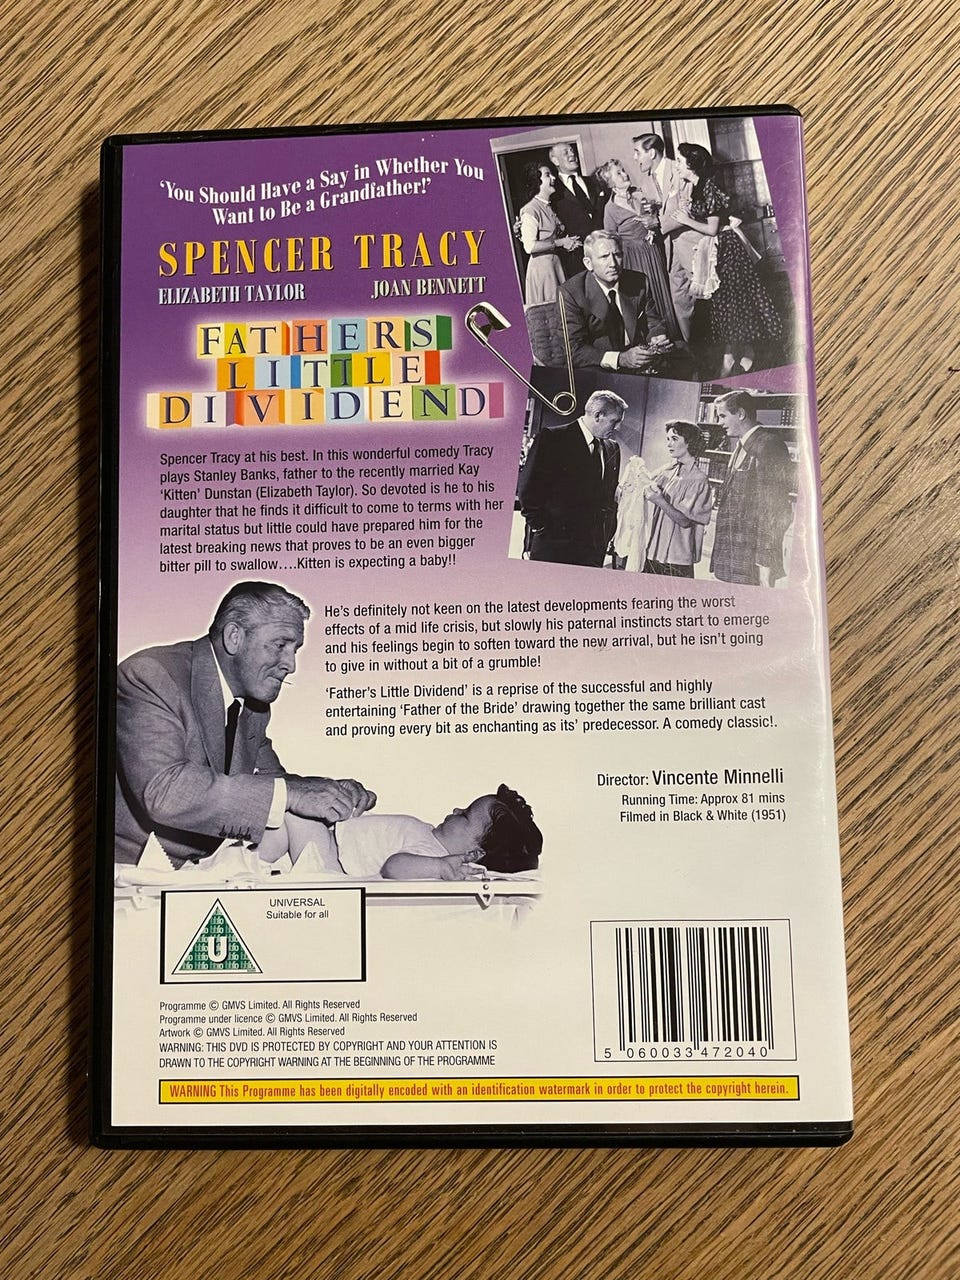 ‘You Should Have a Say in Whether You
Want to Be a Grandfather!’
SPENCER TRACY
ELIZABETH TAYLOR
JOAN BENNETT
FATHERS
LITTLE
DIVIDEND
Spencer Tracy at his best. In this wonderful comedy Tracy
plays Stanley Banks, father to the recently married Kay
‘Kitten’ Dunstan (Elizabeth Taylor). So devoted is he to his
daughter that he finds it difficult to come to terms with her
marital status but little could have prepared him for the
latest breaking news that proves to be an even bigger
bitter pill to swallow....Kitten is expecting a baby!!
He’s definitely not keen on the latest developments fearing the worst
effects of a mid life crisis, but slowly his paternal instincts start to emerge
and his feelings begin to soften toward the new arrival, but he isn’t going
to give in without a bit of a grumble!
‘Father’s Little Dividend’ is a reprise of the successful and highly
entertaining ‘Father of the Bride’ drawing together the same brilliant cast
and proving every bit as enchanting as its’ predecessor. A comedy classic!.
Director: Vincente Minnelli
Running Time: Approx 81 mins
Filmed in Black & White (1951)
U
UNIVERSAL
Suitable for all
Programme © GMVS Limited. All Rights Reserved
Programme under licence © GMVS Limited. All Rights Reserved
Artwork © GMVS Limited. All Rights Reserved
WARNING: THIS DVD IS PROTECTED BY COPYRIGHT AND YOUR ATTENTION IS
DRAWN TO THE COPYRIGHT WARNING AT THE BEGINNING OF THE PROGRAMME
5 060033 472040
WARNING This Programme has been digitally encoded with an identification watermark in order to protect the copyright herein.